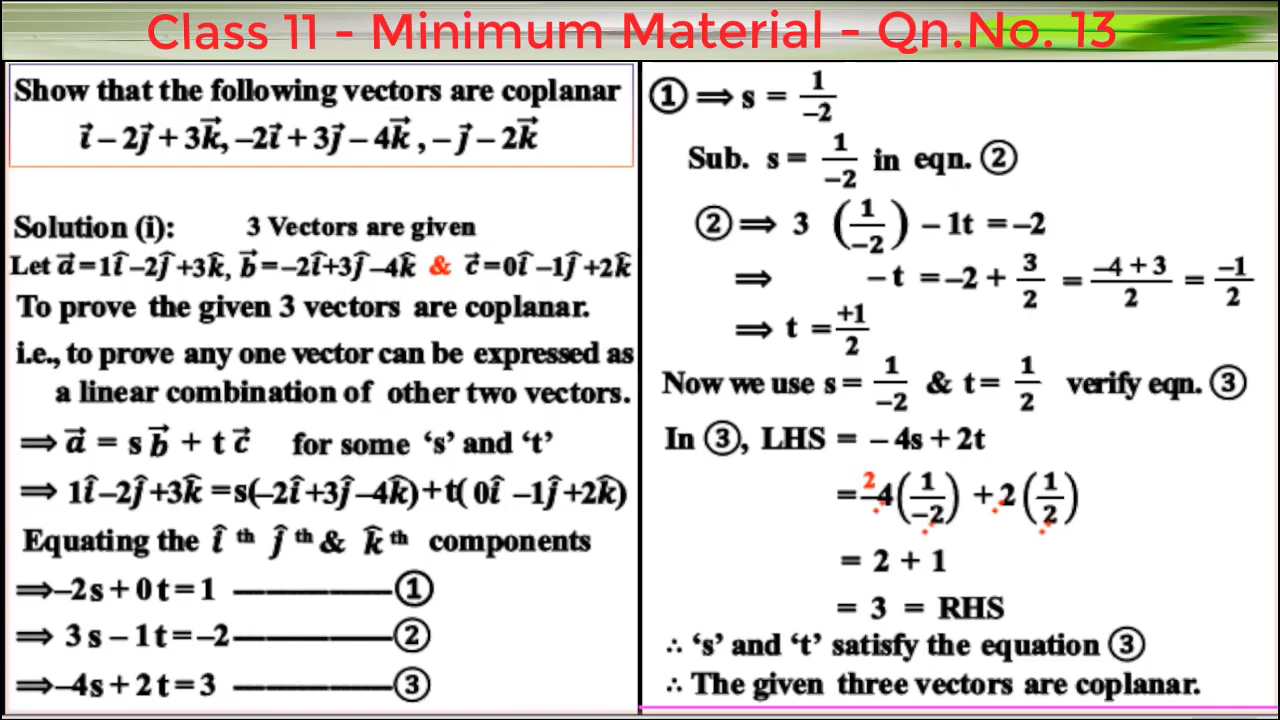 Class 11 - Minimum Material - Qn.No. 13
Show that the following vectors are coplanar
i⃗ – 2j⃗ + 3k⃗, –2i⃗ + 3j⃗ – 4k⃗ , – j⃗ – 2k⃗
Solution (i): 3 Vectors are given
Let a⃗ = 1î –2ĵ +3k̂, b⃗ = –2î+3ĵ –4k̂ & c⃗ = 0î –1ĵ +2k̂
To prove the given 3 vectors are coplanar.
i.e., to prove any one vector can be expressed as
a linear combination of other two vectors.
⟹ a⃗ = s b⃗ + t c⃗ for some ‘s’ and ‘t’
⟹ 1î –2ĵ +3k̂ =s(–2î+3ĵ –4k̂)+t( 0î –1ĵ +2k̂)
Equating the î th ĵ th & k̂ th components
⟹–2s + 0t = 1 ————— ①
⟹ 3s – 1t = –2 ————— ②
⟹–4s + 2t = 3 ————— ③
① ⟹ s = 1/–2
Sub. s = 1/–2 in eqn. ②
② ⟹ 3 (1/–2) – 1t = –2
⟹ – t = –2 + 3/2 = –4 + 3/2 = –1/2
⟹ t = +1/2
Now we use s = 1/–2 & t = 1/2 verify eqn. ③
In ③, LHS = – 4s + 2t
= 2 –4(1/–2) + 2(1/2)
= 2 + 1
= 3 = RHS
∴ ‘s’ and ‘t’ satisfy the equation ③
∴ The given three vectors are coplanar.